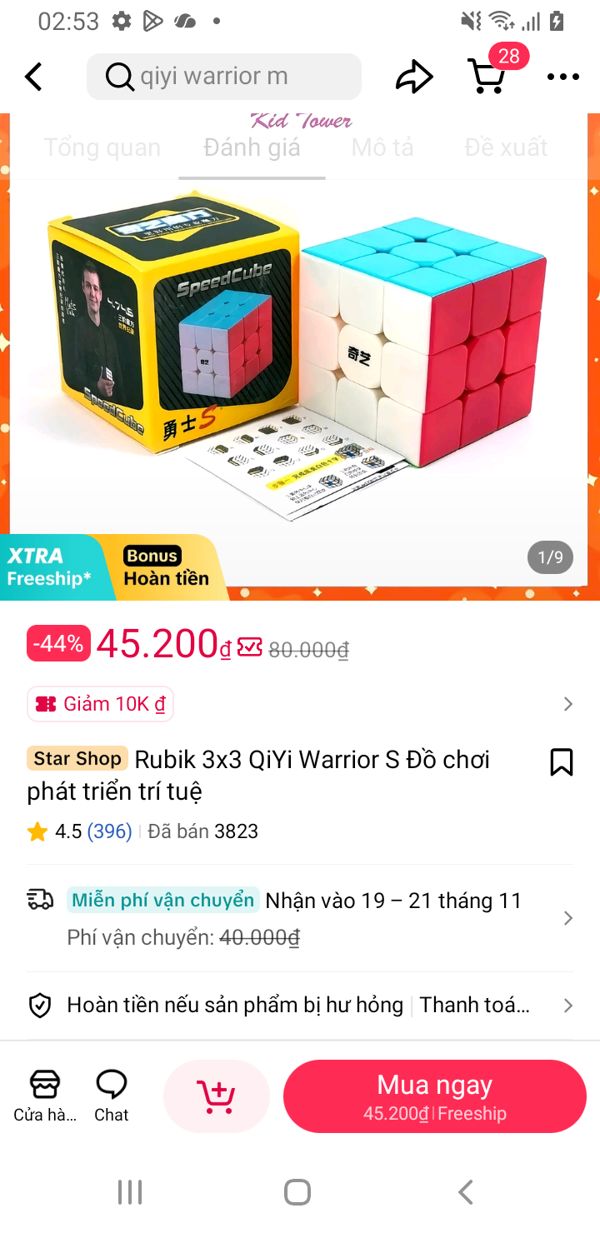 02:53
28
qiyi warrior m
Kid Tower
Tổng quan Đánh giá Mô tả Đề xuất
SpeedCube
SpeedCube
勇士S
奇艺
XTRA
Freeship*
Bonus
Hoàn tiền
1/9
-44% 45.200₫ 80.000₫
Giảm 10K ₫
Star Shop Rubik 3x3 QiYi Warrior S Đồ chơi
phát triển trí tuệ
4.5 (396) Đã bán 3823
Miễn phí vận chuyển Nhận vào 19 – 21 tháng 11
Phí vận chuyển: 40.000₫
Hoàn tiền nếu sản phẩm bị hư hỏng Thanh toá...
Cửa hà...
Chat
Mua ngay
45.200₫ Freeship